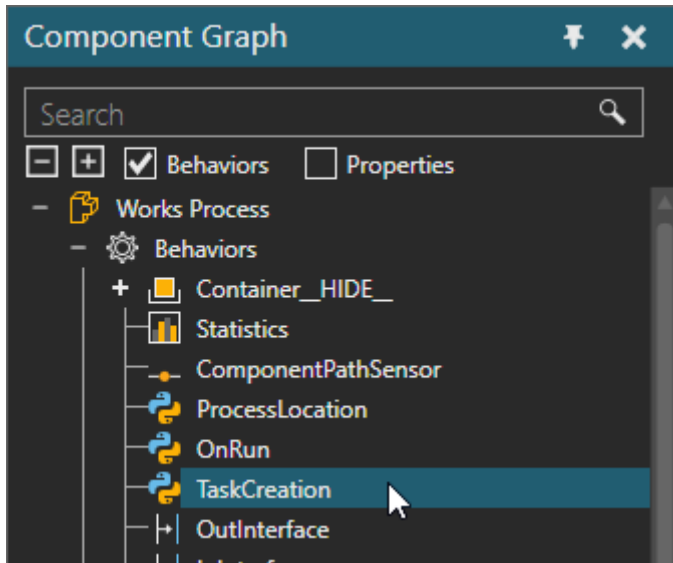 Component Graph
Search
Behaviors Properties
Works Process
Behaviors
Container__HIDE__
Statistics
ComponentPathSensor
ProcessLocation
OnRun
TaskCreation
OutInterface